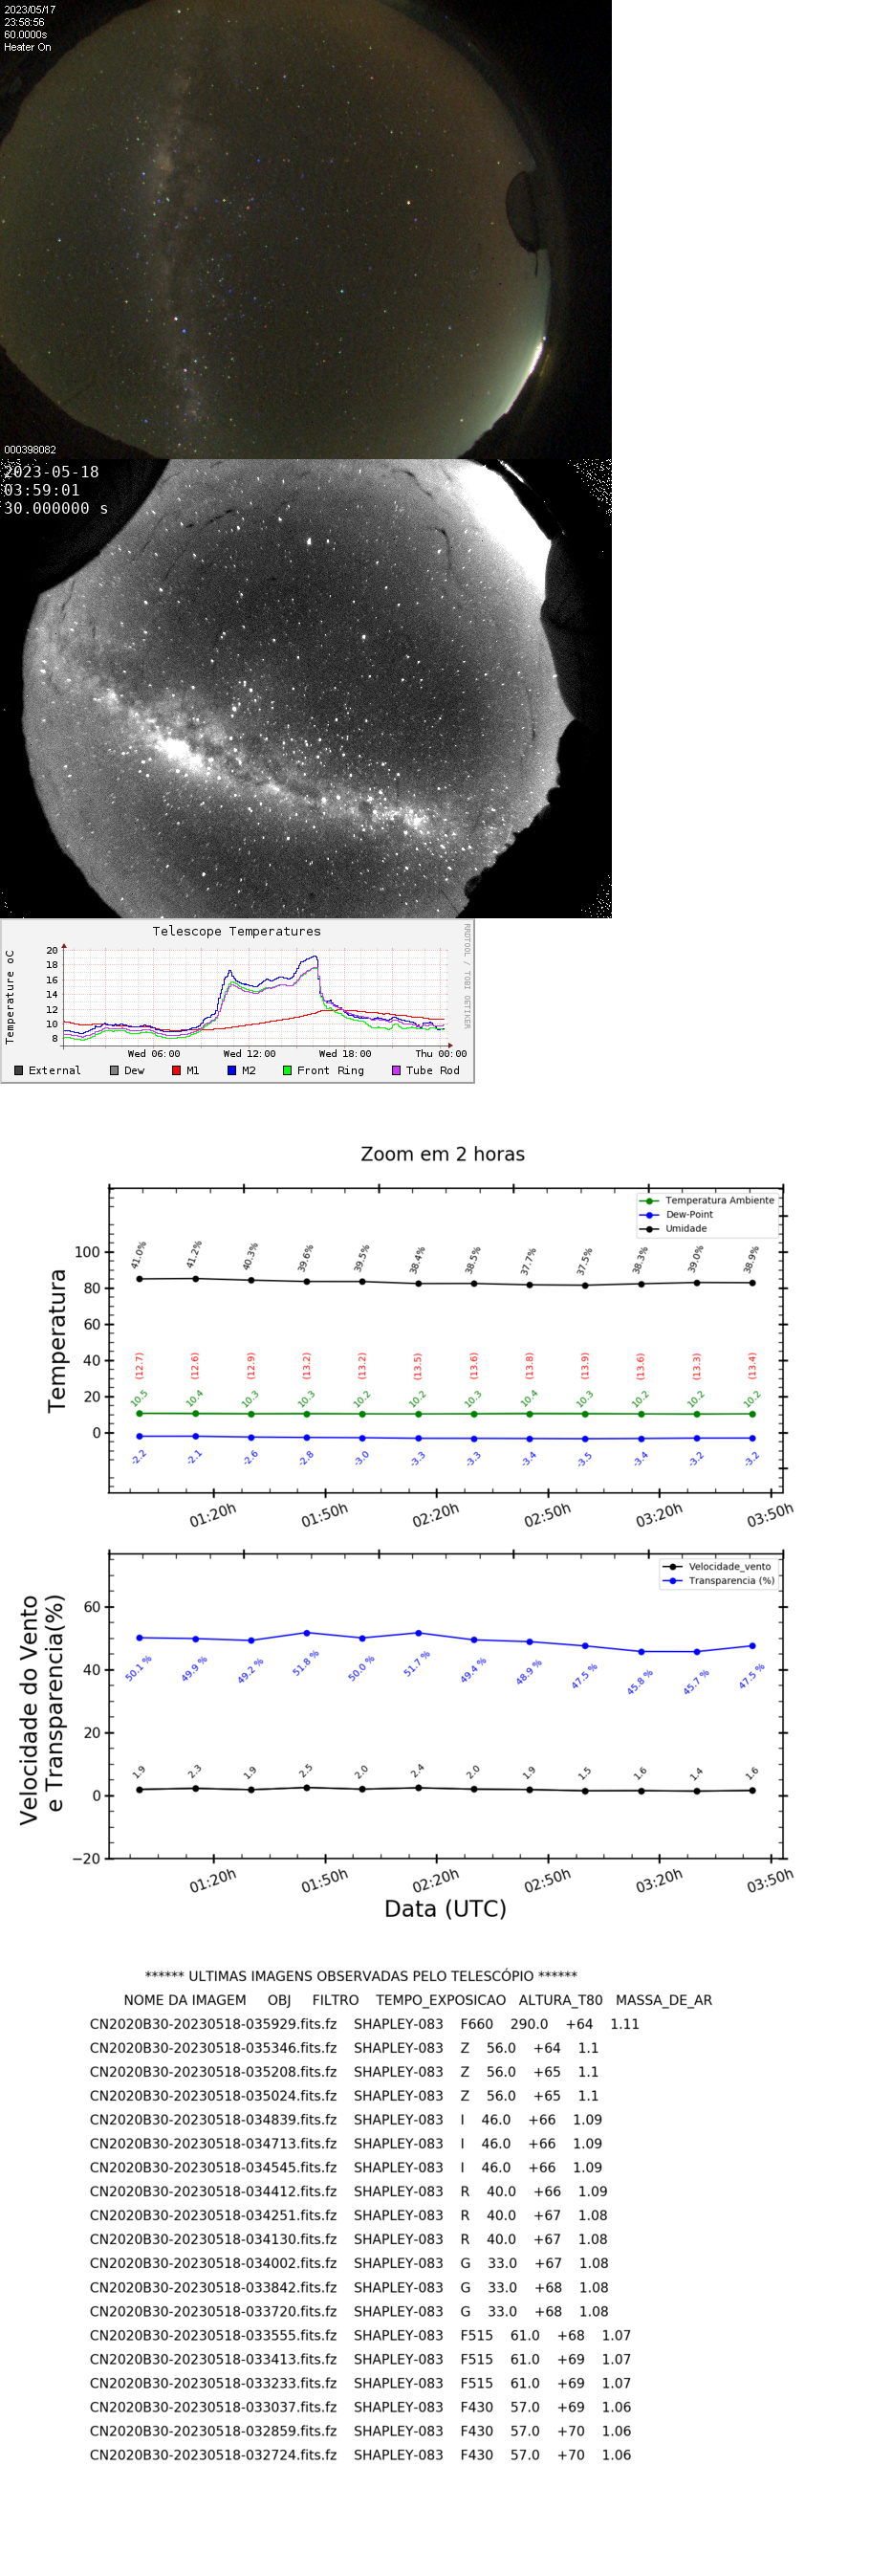 2023/05/17
23:58:56
60.0000s
Heater On
000398082
2023-05-18
03:59:01
30.000000 s
Telescope Temperatures
RRDTOOL / TOBI OETIKER
Temperature oC
20
18
16
14
12
10
8
Wed 06:00 Wed 12:00 Wed 18:00 Thu 00:00
External Dew M1 M2 Front Ring Tube Rod
Zoom em 2 horas
Temperatura Ambiente
Dew-Point
Umidade
Temperatura
100
80
60
40
20
0
41.0% 41.2% 40.3% 39.6% 39.5% 38.4% 38.5% 37.7% 37.5% 38.3% 39.0% 38.9%
(12.7) (12.6) (12.9) (13.2) (13.2) (13.5) (13.6) (13.8) (13.9) (13.6) (13.3) (13.4)
10.5 10.4 10.3 10.3 10.2 10.2 10.3 10.4 10.3 10.2 10.2 10.2
-2.2 -2.1 -2.6 -2.8 -3.0 -3.3 -3.3 -3.4 -3.5 -3.4 -3.2 -3.2
01:20h 01:50h 02:20h 02:50h 03:20h 03:50h
Velocidade_vento
Transparencia (%)
Velocidade do Vento
e Transparencia(%)
60
40
20
0
−20
50.1 % 49.9 % 49.2 % 51.8 % 50.0 % 51.7 % 49.4 % 48.9 % 47.5 % 45.8 % 45.7 % 47.5 %
1.9 2.3 1.9 2.5 2.0 2.4 2.0 1.9 1.5 1.6 1.4 1.6
01:20h 01:50h 02:20h 02:50h 03:20h 03:50h
Data (UTC)
****** ULTIMAS IMAGENS OBSERVADAS PELO TELESCÓPIO ******
NOME DA IMAGEM OBJ FILTRO TEMPO_EXPOSICAO ALTURA_T80 MASSA_DE_AR
CN2020B30-20230518-035929.fits.fz SHAPLEY-083 F660 290.0 +64 1.11
CN2020B30-20230518-035346.fits.fz SHAPLEY-083 Z 56.0 +64 1.1
CN2020B30-20230518-035208.fits.fz SHAPLEY-083 Z 56.0 +65 1.1
CN2020B30-20230518-035024.fits.fz SHAPLEY-083 Z 56.0 +65 1.1
CN2020B30-20230518-034839.fits.fz SHAPLEY-083 I 46.0 +66 1.09
CN2020B30-20230518-034713.fits.fz SHAPLEY-083 I 46.0 +66 1.09
CN2020B30-20230518-034545.fits.fz SHAPLEY-083 I 46.0 +66 1.09
CN2020B30-20230518-034412.fits.fz SHAPLEY-083 R 40.0 +66 1.09
CN2020B30-20230518-034251.fits.fz SHAPLEY-083 R 40.0 +67 1.08
CN2020B30-20230518-034130.fits.fz SHAPLEY-083 R 40.0 +67 1.08
CN2020B30-20230518-034002.fits.fz SHAPLEY-083 G 33.0 +67 1.08
CN2020B30-20230518-033842.fits.fz SHAPLEY-083 G 33.0 +68 1.08
CN2020B30-20230518-033720.fits.fz SHAPLEY-083 G 33.0 +68 1.08
CN2020B30-20230518-033555.fits.fz SHAPLEY-083 F515 61.0 +68 1.07
CN2020B30-20230518-033413.fits.fz SHAPLEY-083 F515 61.0 +69 1.07
CN2020B30-20230518-033233.fits.fz SHAPLEY-083 F515 61.0 +69 1.07
CN2020B30-20230518-033037.fits.fz SHAPLEY-083 F430 57.0 +69 1.06
CN2020B30-20230518-032859.fits.fz SHAPLEY-083 F430 57.0 +70 1.06
CN2020B30-20230518-032724.fits.fz SHAPLEY-083 F430 57.0 +70 1.06